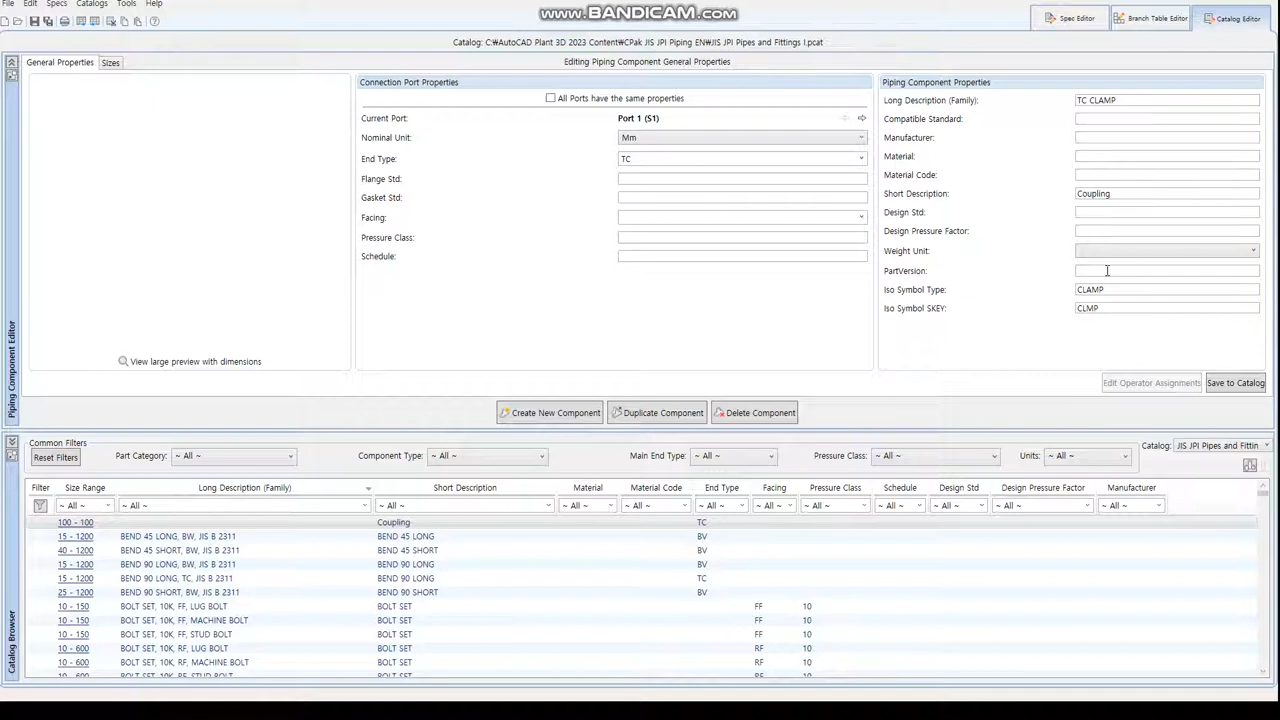 www.BANDICAM.com
File Edit Specs Catalogs Tools Help
Spec Editor Branch Table Editor Catalog Editor
Catalog: C:₩AutoCAD Plant 3D 2023 Content₩CPak JIS JPI Piping EN₩JIS JPI Pipes and Fittings I.pcat
General Properties Sizes Editing Piping Component General Properties
Connection Port Properties
Piping Component Properties
All Ports have the same properties
Long Description (Family): TC CLAMP
Current Port: Port 1 (S1)
Compatible Standard:
Nominal Unit: Mm
Manufacturer:
End Type: TC
Material:
Flange Std:
Material Code:
Gasket Std:
Short Description: Coupling
Facing:
Design Std:
Pressure Class:
Design Pressure Factor:
Schedule:
Weight Unit:
PartVersion:
Iso Symbol Type: CLAMP
Iso Symbol SKEY: CLMP
View large preview with dimensions
Piping Component Editor
Edit Operator Assignments Save to Catalog
Create New Component Duplicate Component Delete Component
Common Filters
Catalog: JIS JPI Pipes and Fittin
Reset Filters Part Category: ~ All ~ Component Type: ~ All ~ Main End Type: ~ All ~ Pressure Class: ~ All ~ Units: ~ All ~
Filter Size Range Long Description (Family) Short Description Material Material Code End Type Facing Pressure Class Schedule Design Std Design Pressure Factor Manufacturer
~ All ~ ~ All ~ ~ All ~ ~ All ~ ~ All ~ ~ All ~ ~ All ~ ~ All ~ ~ All ~ ~ All ~ ~ All ~ ~ All ~
100 - 100 Coupling TC
15 - 1200 BEND 45 LONG, BW, JIS B 2311 BEND 45 LONG BV
40 - 1200 BEND 45 SHORT, BW, JIS B 2311 BEND 45 SHORT BV
15 - 1200 BEND 90 LONG, BW, JIS B 2311 BEND 90 LONG BV
15 - 1200 BEND 90 LONG, TC, JIS B 2311 BEND 90 LONG TC
25 - 1200 BEND 90 SHORT, BW, JIS B 2311 BEND 90 SHORT BV
10 - 150 BOLT SET, 10K, FF, LUG BOLT BOLT SET FF 10
10 - 150 BOLT SET, 10K, FF, MACHINE BOLT BOLT SET FF 10
10 - 150 BOLT SET, 10K, FF, STUD BOLT BOLT SET FF 10
10 - 600 BOLT SET, 10K, RF, LUG BOLT BOLT SET RF 10
10 - 600 BOLT SET, 10K, RF, MACHINE BOLT BOLT SET RF 10
10 - 600 BOLT SET, 10K, RF, STUD BOLT BOLT SET RF 10
Catalog Browser